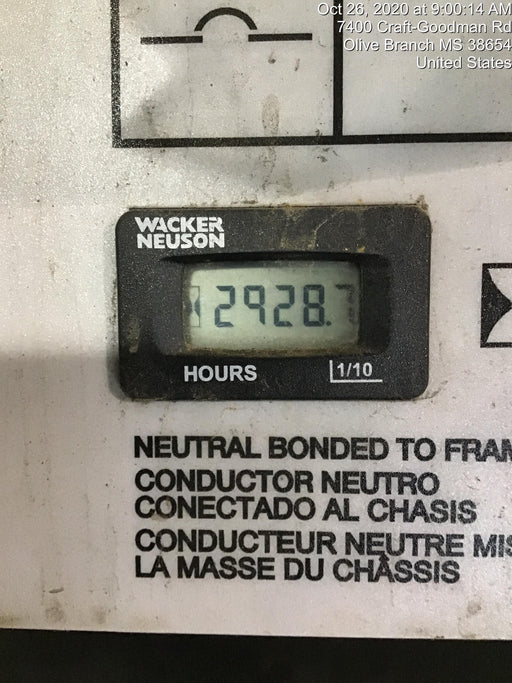 Oct 26, 2020 at 9:00:14 AM
7400 Craft-Goodman Rd
Olive Branch MS 38654
United States
WACKER
NEUSON
2928.
HOURS 1/10
NEUTRAL BONDED TO FRAM
CONDUCTOR NEUTRO
CONECTADO AL CHASIS
CONDUCTEUR NEUTRE MIS
LA MASSE DU CHÂSSIS